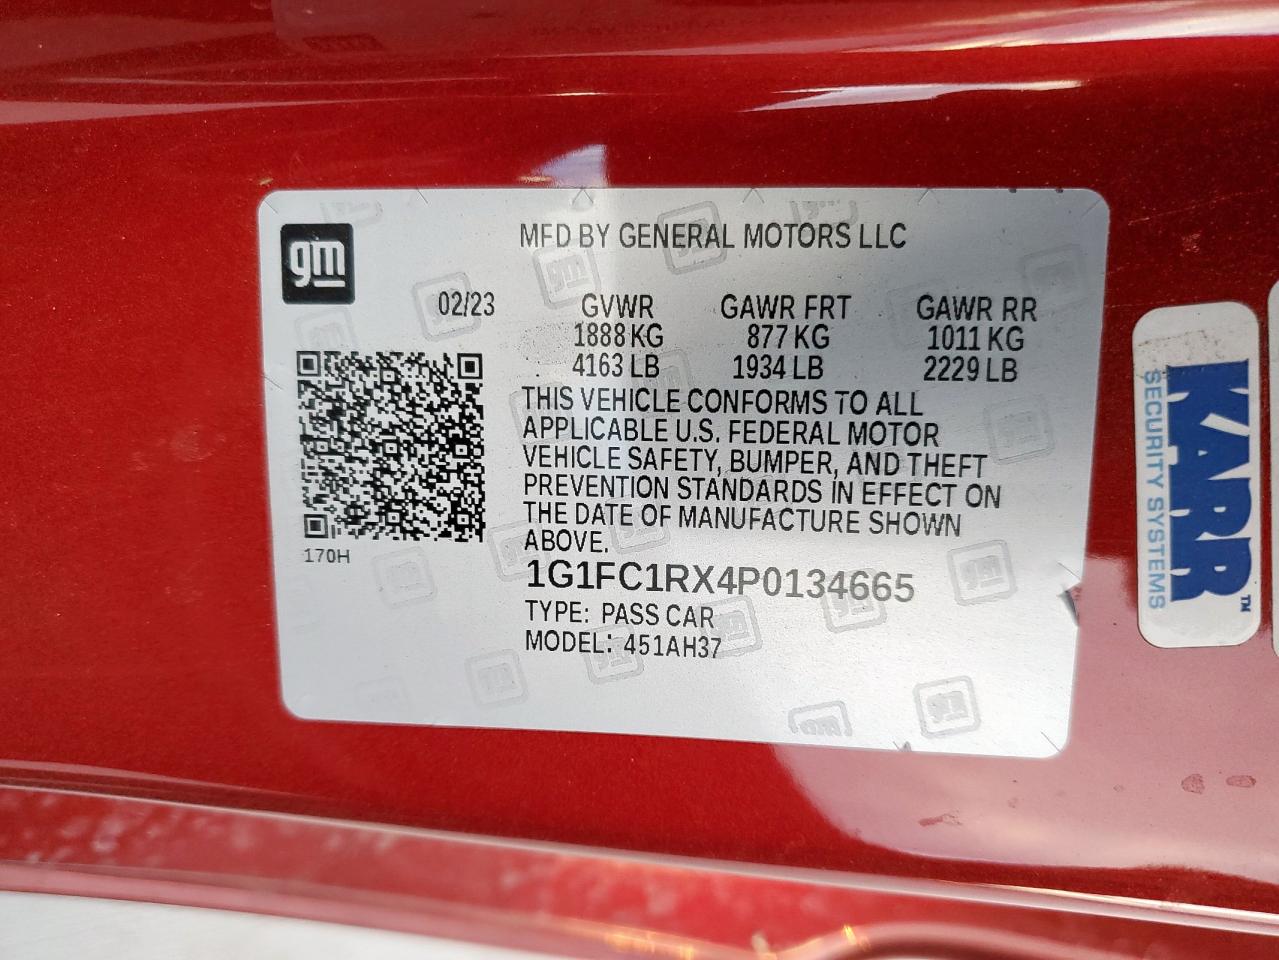 gm
MFD BY GENERAL MOTORS LLC
02/23 GVWR GAWR FRT GAWR RR
1888 KG 877 KG 1011 KG
4163 LB 1934 LB 2229 LB
THIS VEHICLE CONFORMS TO ALL
APPLICABLE U.S. FEDERAL MOTOR
VEHICLE SAFETY, BUMPER, AND THEFT
PREVENTION STANDARDS IN EFFECT ON
THE DATE OF MANUFACTURE SHOWN
ABOVE.
170H
1G1FC1RX4P0134665
TYPE: PASS CAR
MODEL: 451AH37
KARR™
SECURITY SYSTEMS